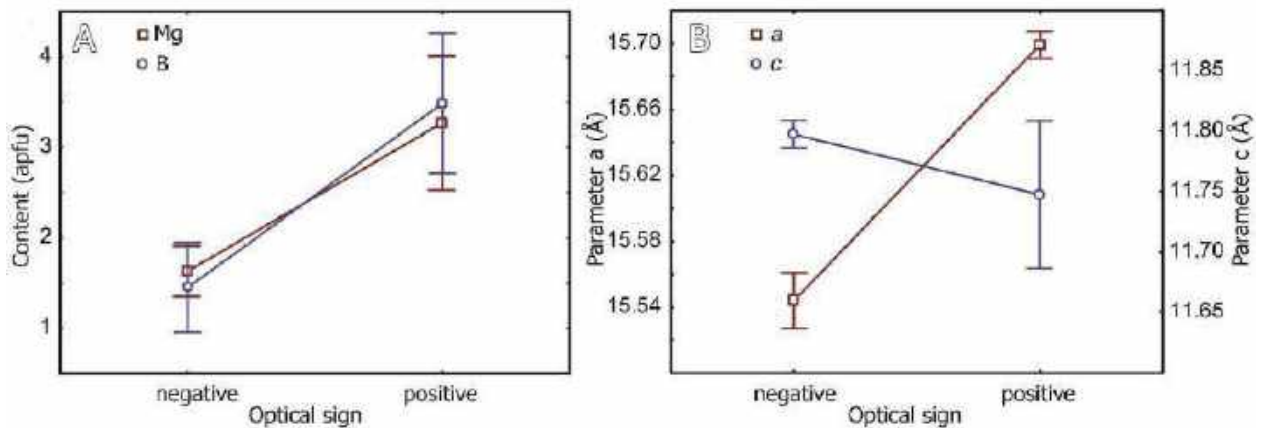 A
Mg
B
4
3
2
1
Content (apfu)
negative
positive
Optical sign
B
a
c
15.70
15.66
15.62
15.58
15.54
Parameter a (Å)
11.85
11.80
11.75
11.70
11.65
Parameter c (Å)
negative
positive
Optical sign